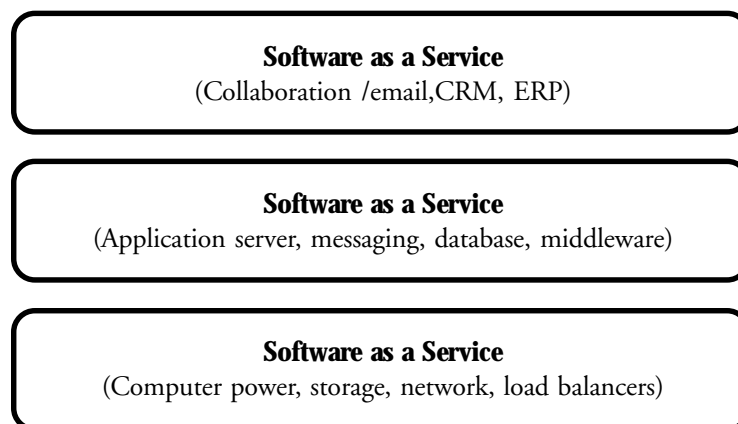 Software as a Service
(Collaboration /email,CRM, ERP)
Software as a Service
(Application server, messaging, database, middleware)
Software as a Service
(Computer power, storage, network, load balancers)